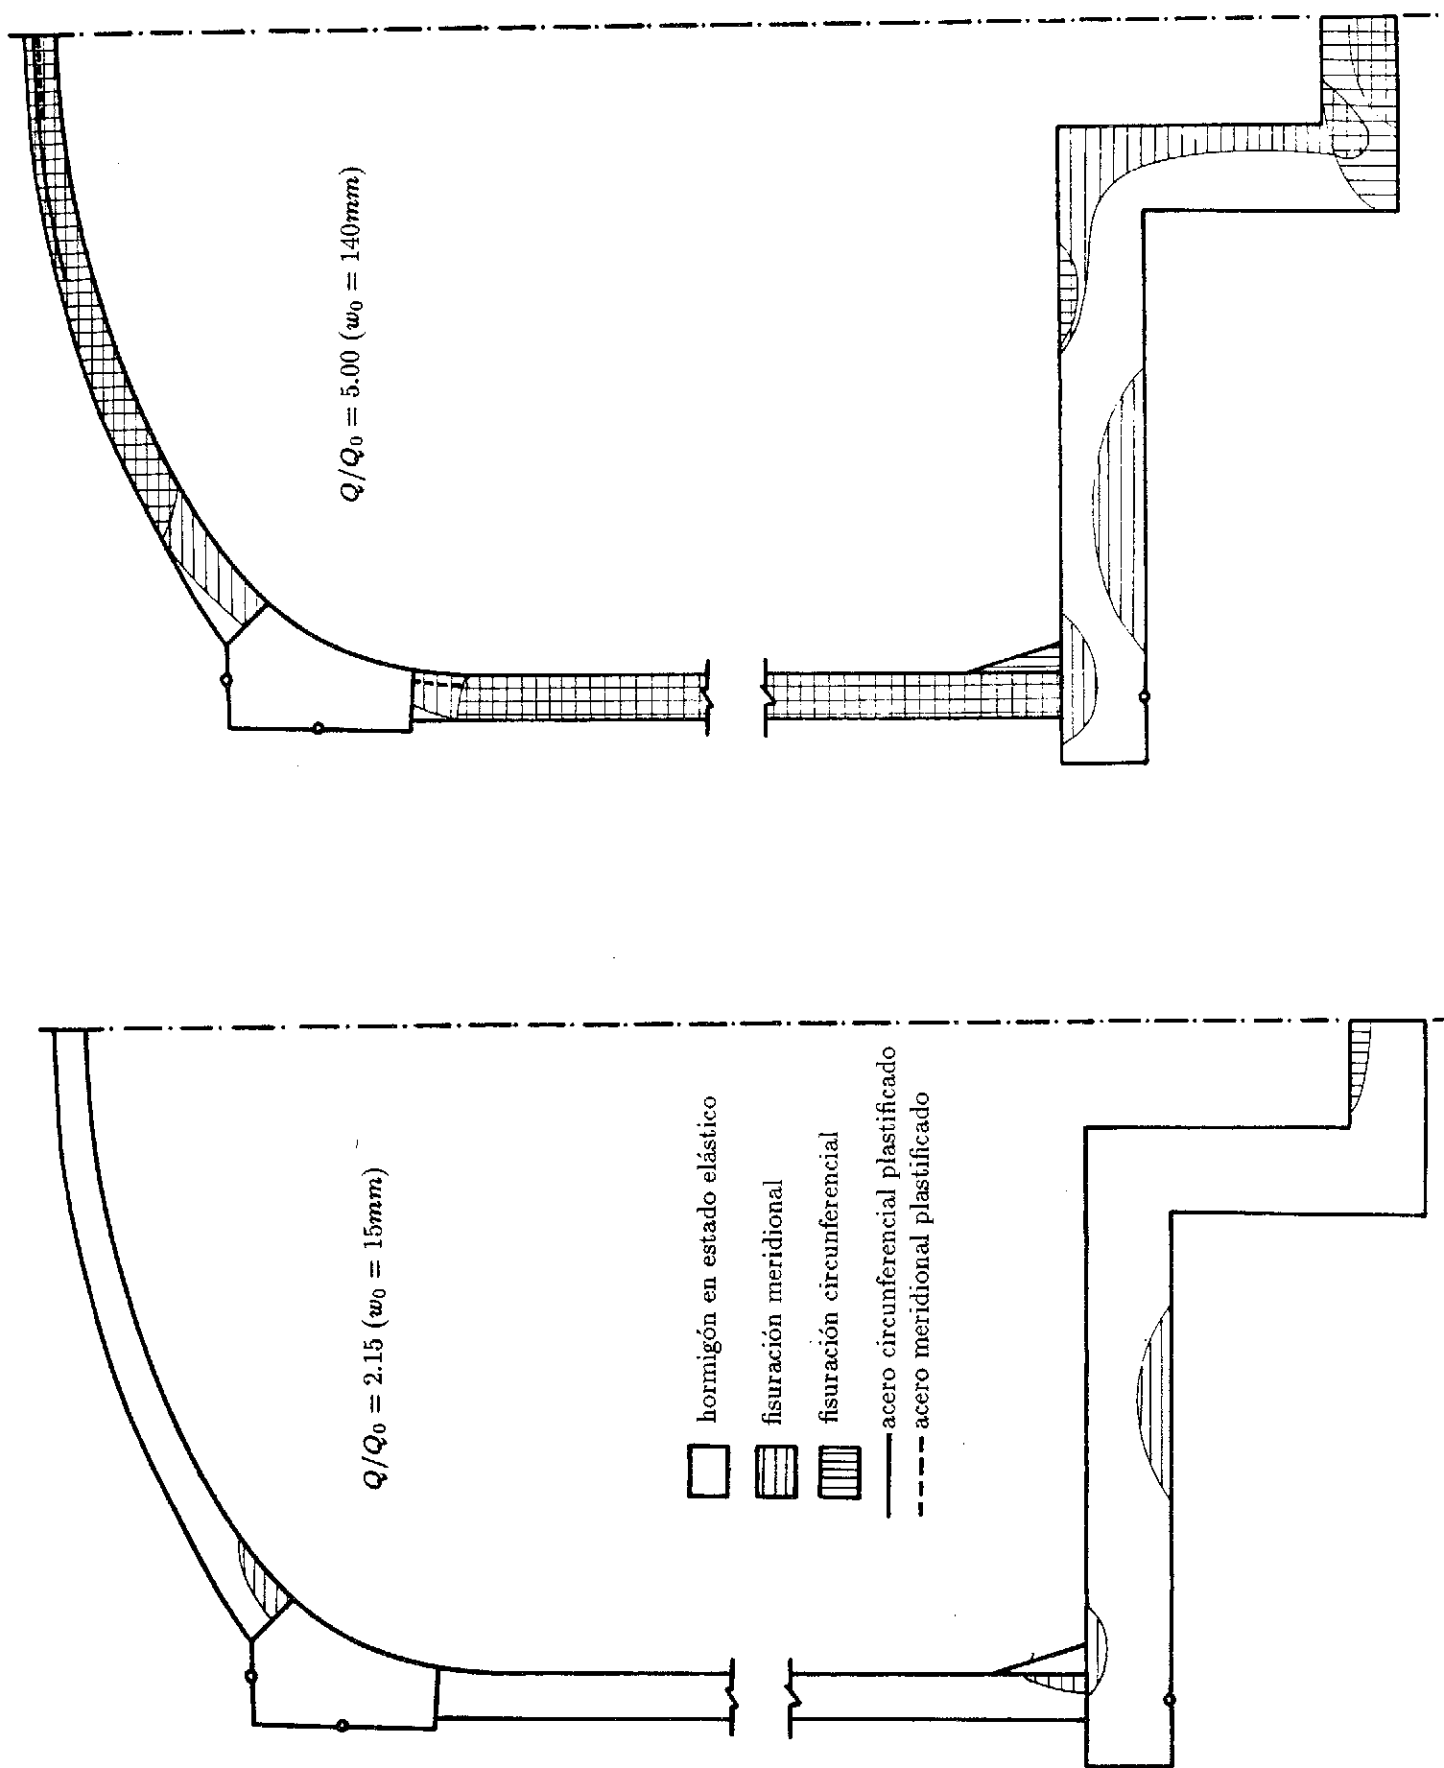 Q/Q₀ = 5.00 (w₀ = 140mm)
Q/Q₀ = 2.15 (w₀ = 15mm)
hormigón en estado elástico
fisuración meridional
fisuración circunferencial
acero circunferencial plastificado
acero meridional plastificado